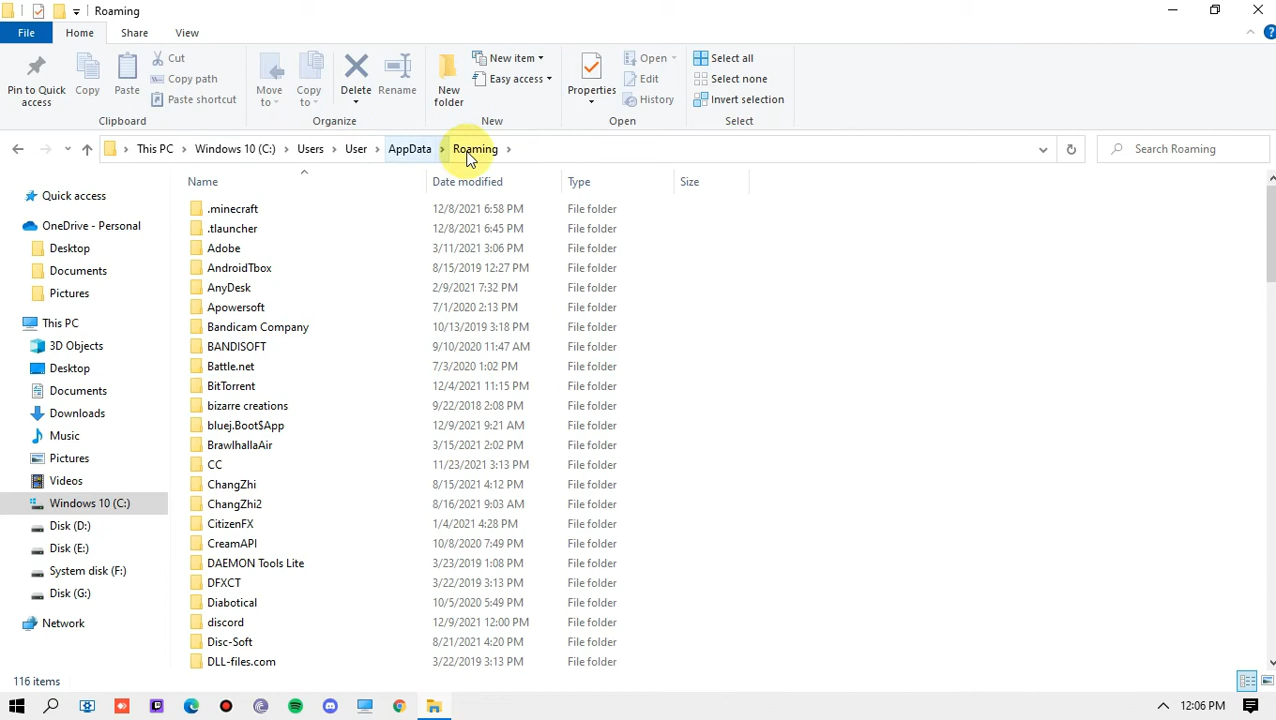 Roaming
File Home Share View
Pin to Quick access Copy Paste Cut Copy path Paste shortcut Move to Copy to Delete Rename New folder New item Easy access Properties Open Edit History Select all Select none Invert selection
Clipboard Organize New Open Select
This PC Windows 10 (C:) Users User AppData Roaming Search Roaming
Name Date modified Type Size
Quick access
OneDrive - Personal
Desktop
Documents
Pictures
This PC
3D Objects
Desktop
Documents
Downloads
Music
Pictures
Videos
Windows 10 (C:)
Disk (D:)
Disk (E:)
System disk (F:)
Disk (G:)
Network
.minecraft 12/8/2021 6:58 PM File folder
.tlauncher 12/8/2021 6:45 PM File folder
Adobe 3/11/2021 3:06 PM File folder
AndroidTbox 8/15/2019 12:27 PM File folder
AnyDesk 2/9/2021 7:32 PM File folder
Apowersoft 7/1/2020 2:13 PM File folder
Bandicam Company 10/13/2019 3:18 PM File folder
BANDISOFT 9/10/2020 11:47 AM File folder
Battle.net 7/3/2020 1:02 PM File folder
BitTorrent 12/4/2021 11:15 PM File folder
bizarre creations 9/22/2018 2:08 PM File folder
bluej.Boot$App 12/9/2021 9:21 AM File folder
BrawlhallaAir 3/15/2021 2:02 PM File folder
CC 11/23/2021 3:13 PM File folder
ChangZhi 8/15/2021 4:12 PM File folder
ChangZhi2 8/16/2021 9:03 AM File folder
CitizenFX 1/4/2021 4:28 PM File folder
CreamAPI 10/8/2020 7:49 PM File folder
DAEMON Tools Lite 3/23/2019 1:08 PM File folder
DFXCT 3/22/2019 3:13 PM File folder
Diabotical 10/5/2020 5:49 PM File folder
discord 12/9/2021 12:00 PM File folder
Disc-Soft 8/21/2021 4:20 PM File folder
DLL-files.com 3/22/2019 3:13 PM File folder
116 items
12:06 PM